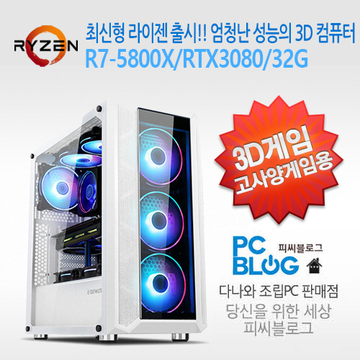 RYZEN
최신형 라이젠 출시!! 엄청난 성능의 3D 컴퓨터
R7-5800X/RTX3080/32G
3D게임
고사양게임용
PC
BLOG
피씨블로그
다나와 조립PC 판매점
당신을 위한 세상
피씨블로그